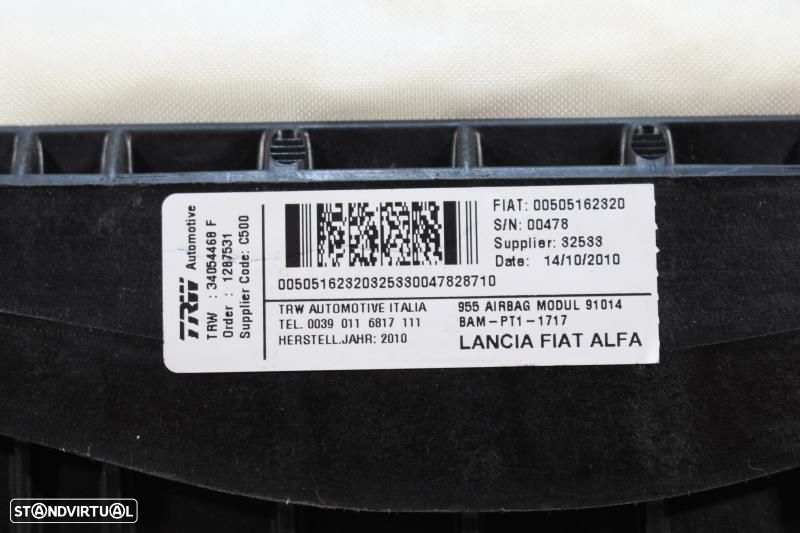 TRW Automotive
TRW : 34054468 F
Order : 1287531
Supplier Code: C500
FIAT: 00505162320
S/N: 00478
Supplier: 32533
Date: 14/10/2010
00505162320325330047828710
TRW AUTOMOTIVE ITALIA
TEL. 0039 011 6817 111
HERSTELL.JAHR: 2010
955 AIRBAG MODUL 91014
BAM-PT1-1717
LANCIA FIAT ALFA
STANDVIRTUAL